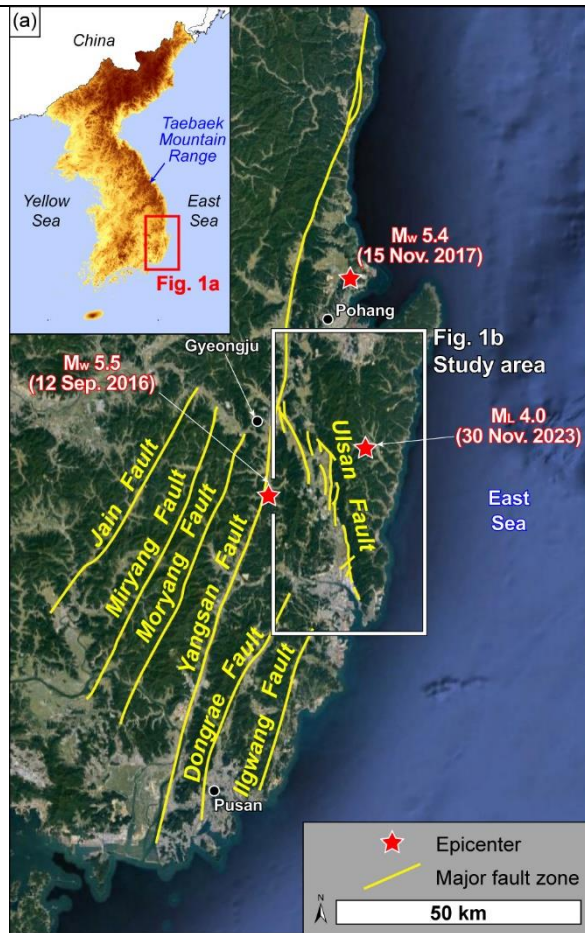 (a)
China
Taebaek
Mountain
Range
Yellow
Sea
East
Sea
Fig. 1a
Mw 5.4
(15 Nov. 2017)
Pohang
Fig. 1b
Study area
Gyeongju
Mw 5.5
(12 Sep. 2016)
ML 4.0
(30 Nov. 2023)
Ulsan Fault
East
Sea
Jain Fault
Miryang Fault
Moryang Fault
Yangsan Fault
Dongrae Fault
Ilgwang Fault
Pusan
Epicenter
Major fault zone
N
50 km